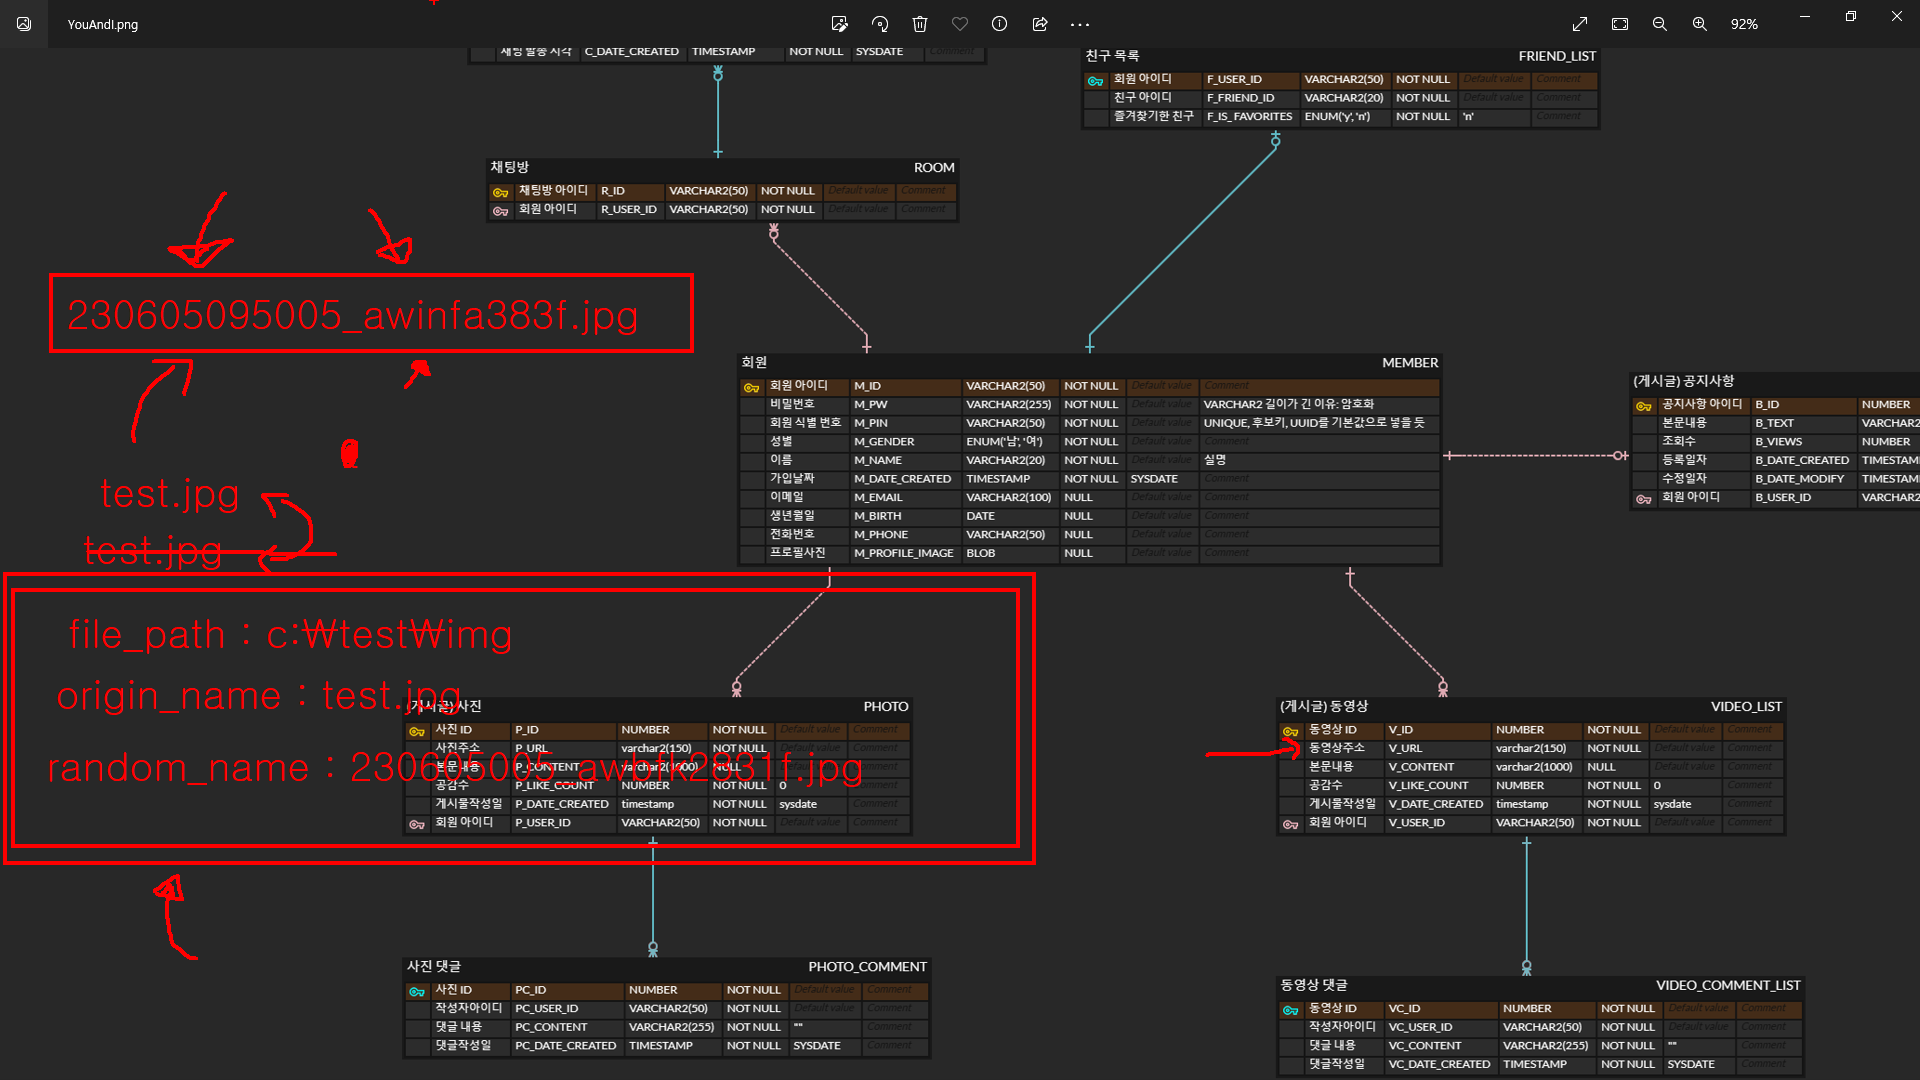 YouAndI.png
92%
채팅 발송 시각 C_DATE_CREATED TIMESTAMP NOT NULL SYSDATE Comment
친구 목록 FRIEND_LIST
회원 아이디 F_USER_ID VARCHAR2(50) NOT NULL Default value Comment
친구 아이디 F_FRIEND_ID VARCHAR2(20) NOT NULL Default value Comment
즐겨찾기한 친구 F_IS_FAVORITES ENUM('y', 'n') NOT NULL 'n' Comment
채팅방 ROOM
채팅방 아이디 R_ID VARCHAR2(50) NOT NULL Default value Comment
회원 아이디 R_USER_ID VARCHAR2(50) NOT NULL Default value Comment
230605095005_awinfa383f.jpg
회원 MEMBER
회원 아이디 M_ID VARCHAR2(50) NOT NULL Default value Comment
비밀번호 M_PW VARCHAR2(255) NOT NULL Default value VARCHAR2 길이가 긴 이유: 암호화
회원 식별 번호 M_PIN VARCHAR2(50) NOT NULL Default value UNIQUE, 후보키, UUID를 기본값으로 넣을 듯
성별 M_GENDER ENUM('남', '여') NOT NULL Default value Comment
이름 M_NAME VARCHAR2(20) NOT NULL Default value 실명
가입날짜 M_DATE_CREATED TIMESTAMP NOT NULL SYSDATE Comment
이메일 M_EMAIL VARCHAR2(100) NULL Default value Comment
생년월일 M_BIRTH DATE NULL Default value Comment
전화번호 M_PHONE VARCHAR2(50) NULL Default value Comment
프로필사진 M_PROFILE_IMAGE BLOB NULL Default value Comment
(게시글) 공지사항
공지사항 아이디 B_ID NUMBER
본문내용 B_TEXT VARCHAR2
조회수 B_VIEWS NUMBER
등록일자 B_DATE_CREATED TIMESTAM
수정일자 B_DATE_MODIFY TIMESTAM
회원 아이디 B_USER_ID VARCHAR2
test.jpg
test.jpg
file_path : c:₩test₩img
origin_name : test.jpg
random_name : 230605005_awbfk2831f.jpg
(게시글) 사진 PHOTO
사진 ID P_ID NUMBER NOT NULL Default value Comment
사진주소 P_URL varchar2(150) NOT NULL Default value Comment
본문내용 P_CONTENT varchar2(1000) NULL Default value Comment
공감수 P_LIKE_COUNT NUMBER NOT NULL 0 Comment
게시물작성일 P_DATE_CREATED timestamp NOT NULL sysdate Comment
회원 아이디 P_USER_ID VARCHAR2(50) NOT NULL Default value Comment
(게시글) 동영상 VIDEO_LIST
동영상 ID V_ID NUMBER NOT NULL Default value Comment
동영상주소 V_URL varchar2(150) NOT NULL Default value Comment
본문내용 V_CONTENT varchar2(1000) NULL Default value Comment
공감수 V_LIKE_COUNT NUMBER NOT NULL 0 Comment
게시물작성일 V_DATE_CREATED timestamp NOT NULL sysdate Comment
회원 아이디 V_USER_ID VARCHAR2(50) NOT NULL Default value Comment
사진 댓글 PHOTO_COMMENT
사진 ID PC_ID NUMBER NOT NULL Default value Comment
작성자아이디 PC_USER_ID VARCHAR2(50) NOT NULL Default value Comment
댓글 내용 PC_CONTENT VARCHAR2(255) NOT NULL "" Comment
댓글작성일 PC_DATE_CREATED TIMESTAMP NOT NULL SYSDATE Comment
동영상 댓글 VIDEO_COMMENT_LIST
동영상 ID VC_ID NUMBER NOT NULL Default value Comment
작성자아이디 VC_USER_ID VARCHAR2(50) NOT NULL Default value Comment
댓글 내용 VC_CONTENT VARCHAR2(255) NOT NULL "" Comment
댓글작성일 VC_DATE_CREATED TIMESTAMP NOT NULL SYSDATE Comment